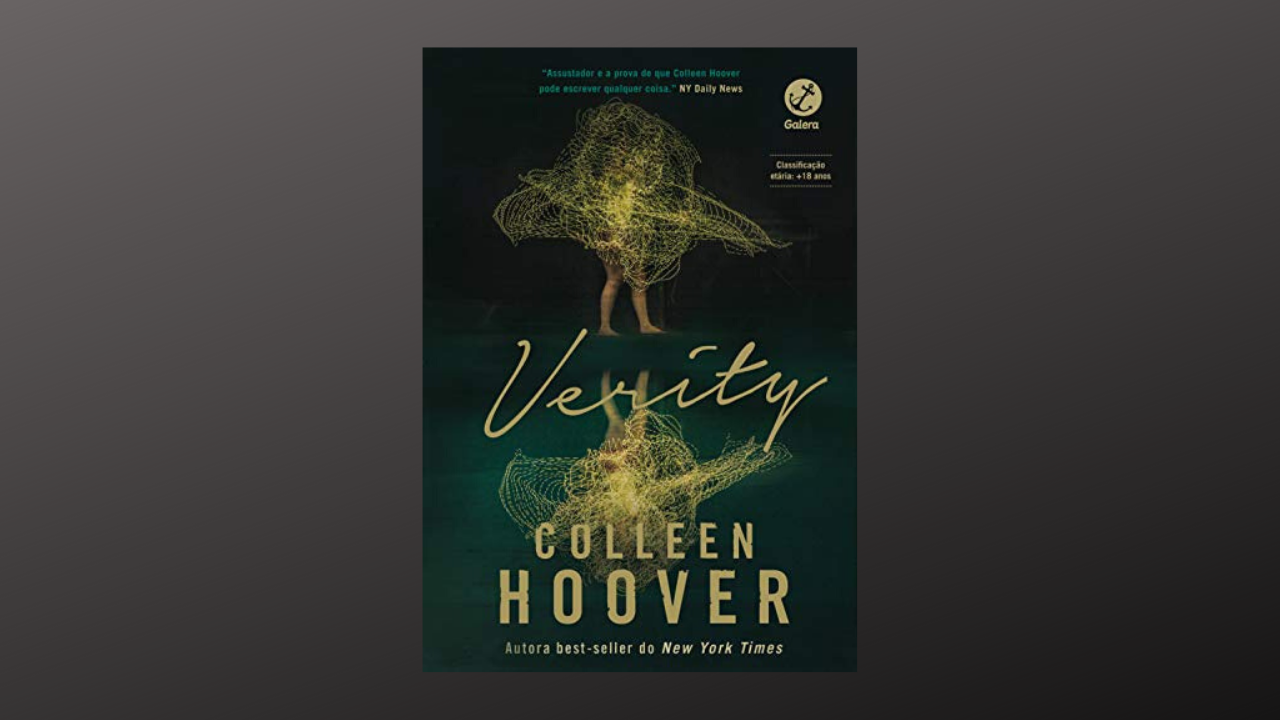 "Assustador e a prova de que Colleen Hoover
pode escrever qualquer coisa." NY Daily News
Galera
Classificação
etária: +18 anos
Verity
COLLEEN
HOOVER
Autora best-seller do New York Times